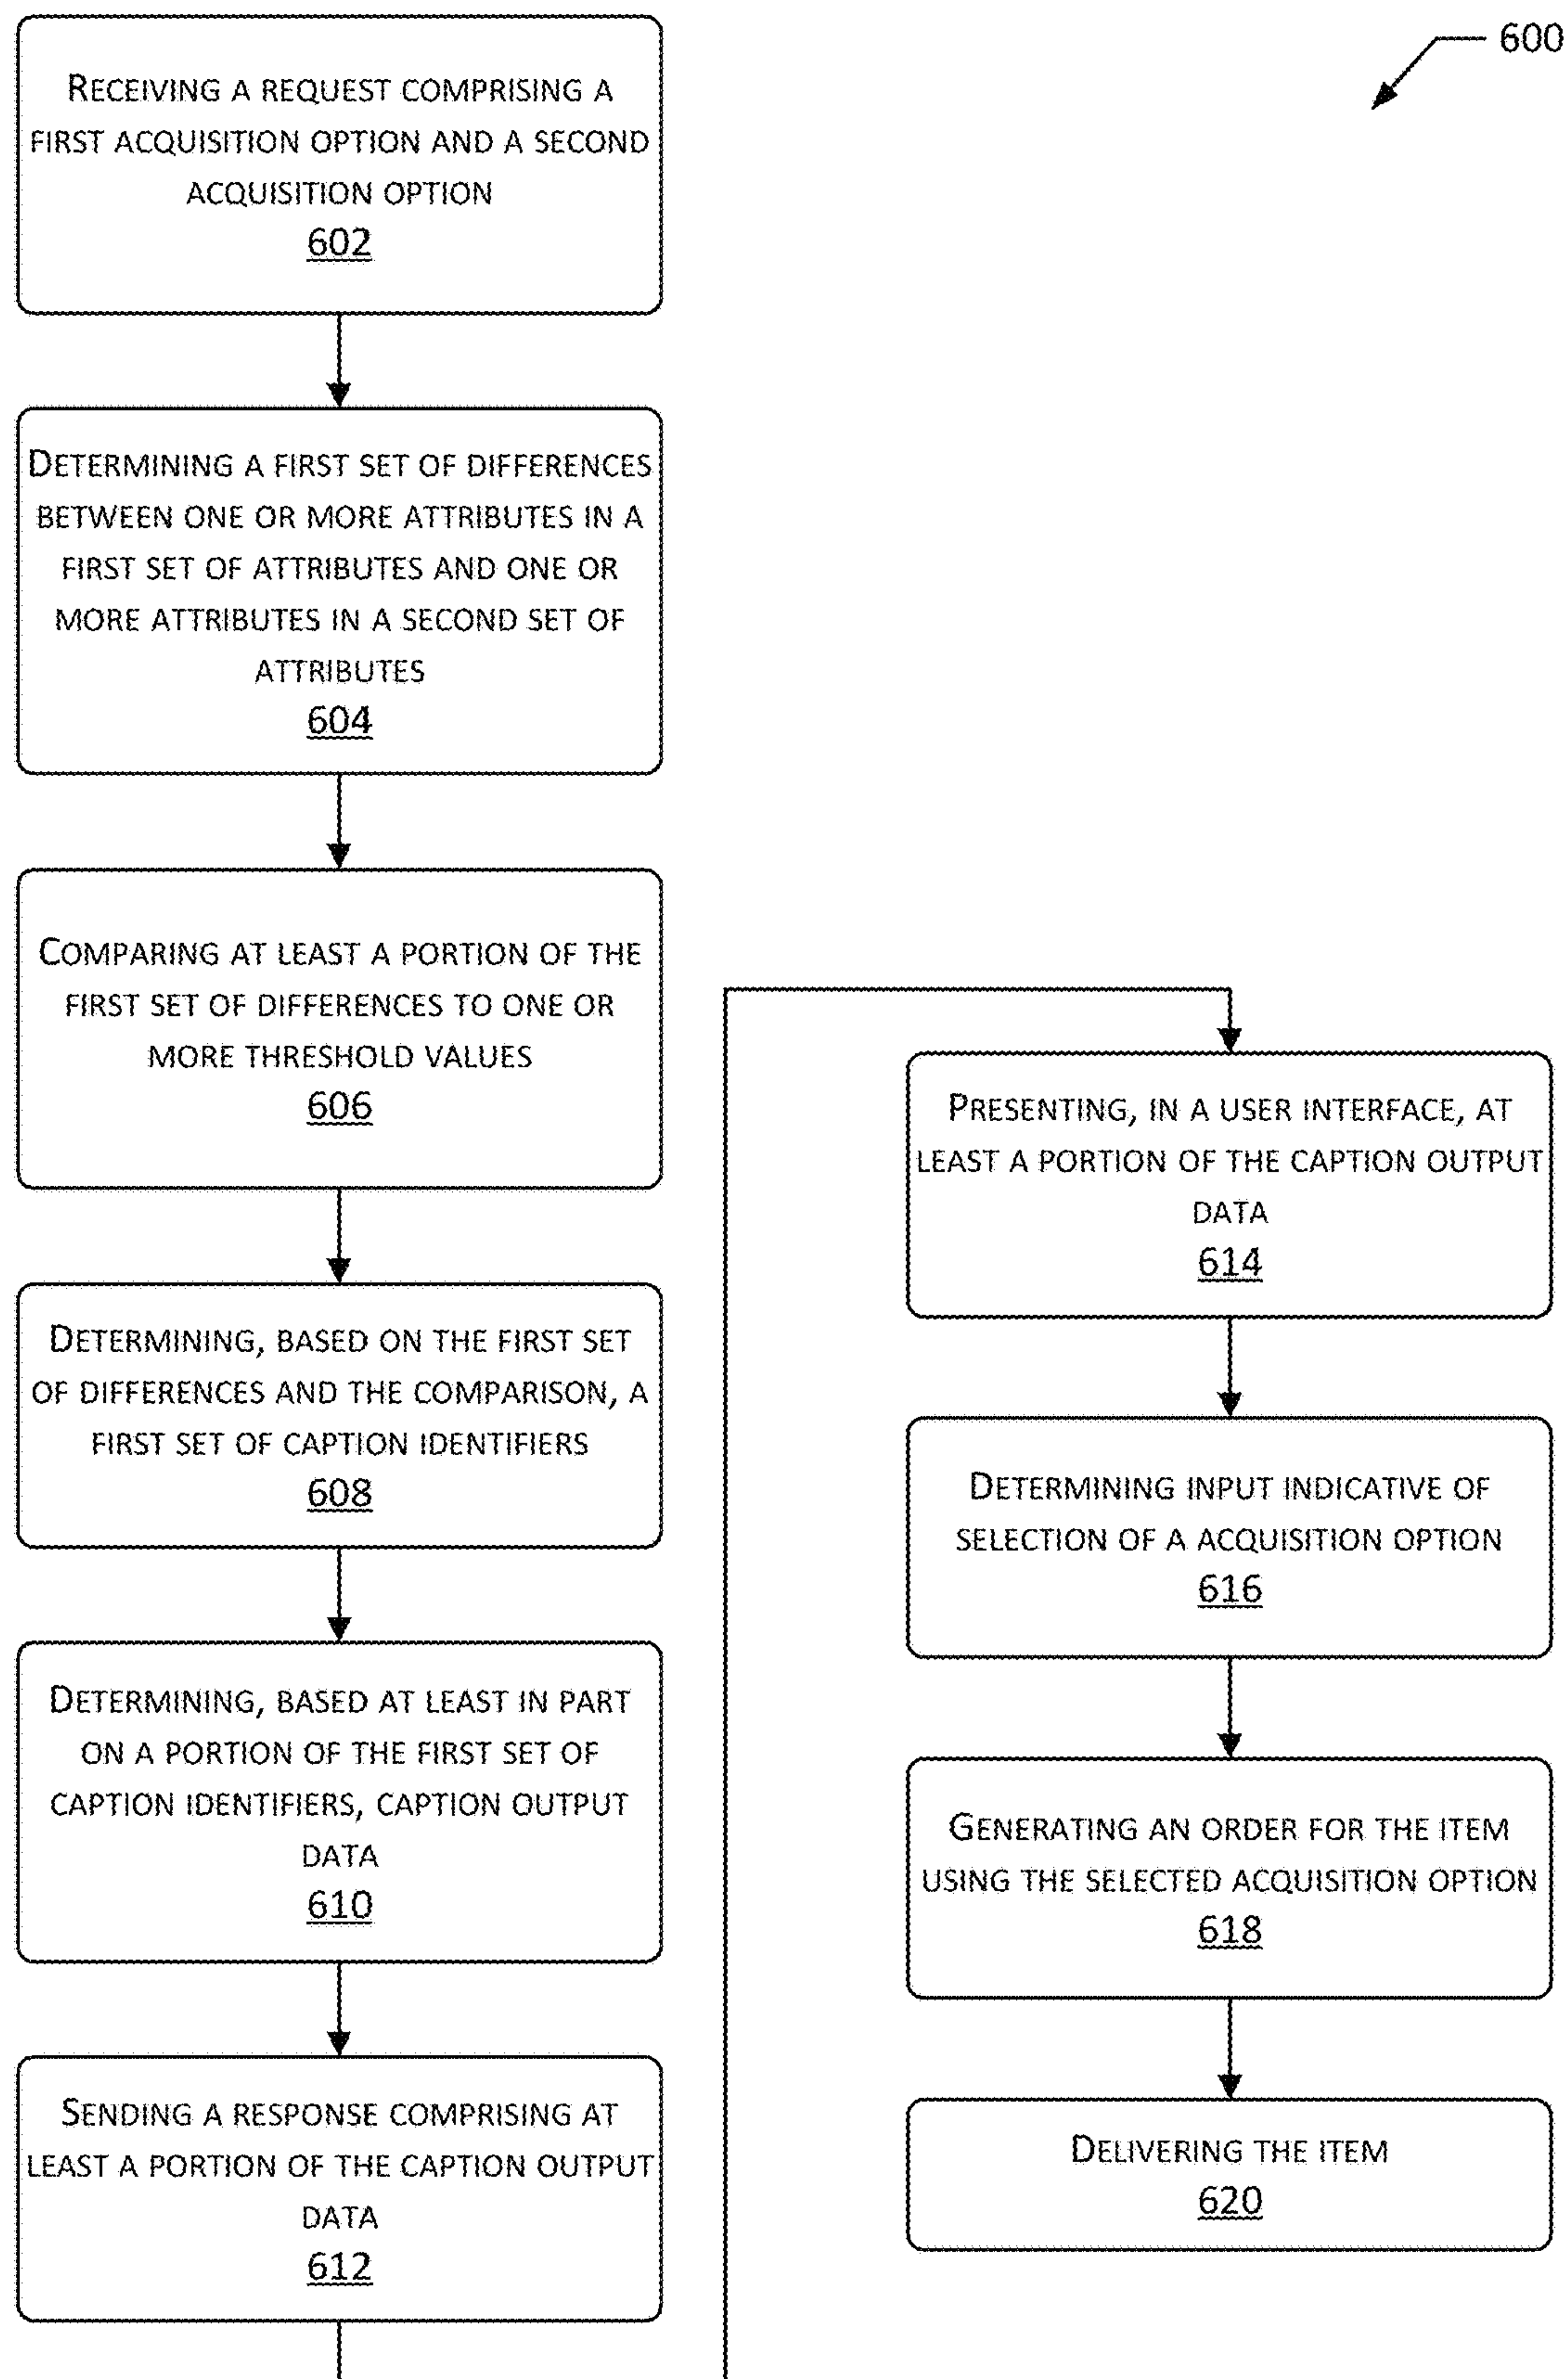 600
RECEIVING A REQUEST COMPRISING A
FIRST ACQUISITION OPTION AND A SECOND
ACQUISITION OPTION
602
DETERMINING A FIRST SET OF DIFFERENCES
BETWEEN ONE OR MORE ATTRIBUTES IN A
FIRST SET OF ATTRIBUTES AND ONE OR
MORE ATTRIBUTES IN A SECOND SET OF
ATTRIBUTES
604
COMPARING AT LEAST A PORTION OF THE
FIRST SET OF DIFFERENCES TO ONE OR
MORE THRESHOLD VALUES
606
DETERMINING, BASED ON THE FIRST SET
OF DIFFERENCES AND THE COMPARISON, A
FIRST SET OF CAPTION IDENTIFIERS
608
DETERMINING, BASED AT LEAST IN PART
ON A PORTION OF THE FIRST SET OF
CAPTION IDENTIFIERS, CAPTION OUTPUT
DATA
610
SENDING A RESPONSE COMPRISING AT
LEAST A PORTION OF THE CAPTION OUTPUT
DATA
612
PRESENTING, IN A USER INTERFACE, AT
LEAST A PORTION OF THE CAPTION OUTPUT
DATA
614
DETERMINING INPUT INDICATIVE OF
SELECTION OF A ACQUISITION OPTION
616
GENERATING AN ORDER FOR THE ITEM
USING THE SELECTED ACQUISITION OPTION
618
DELIVERING THE ITEM
620